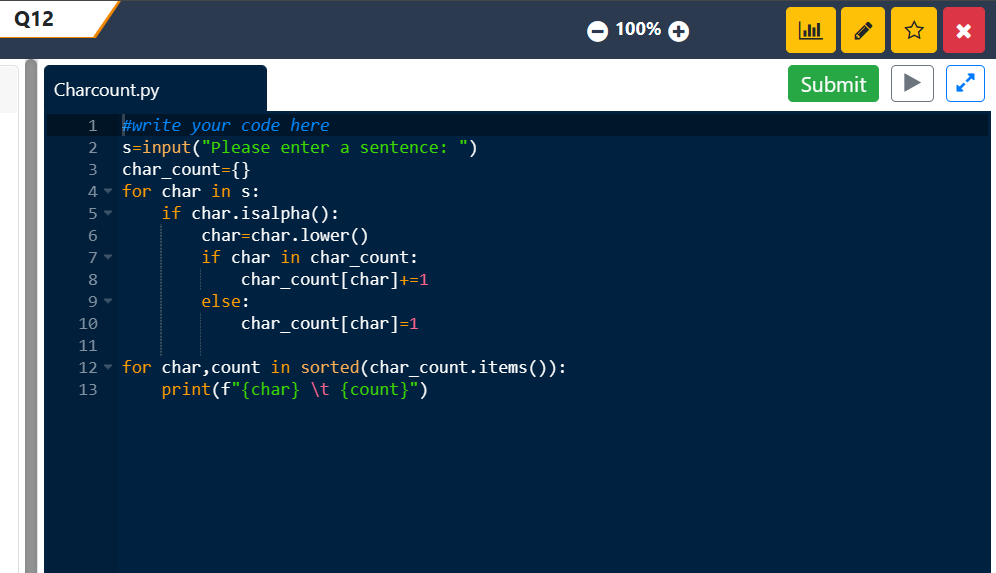 Q12
100%
Charcount.py
Submit
1 #write your code here
2 s=input("Please enter a sentence: ")
3 char_count={}
4 for char in s:
5     if char.isalpha():
6         char=char.lower()
7         if char in char_count:
8             char_count[char]+=1
9         else:
10             char_count[char]=1
11
12 for char,count in sorted(char_count.items()):
13     print(f"{char} \t {count}")